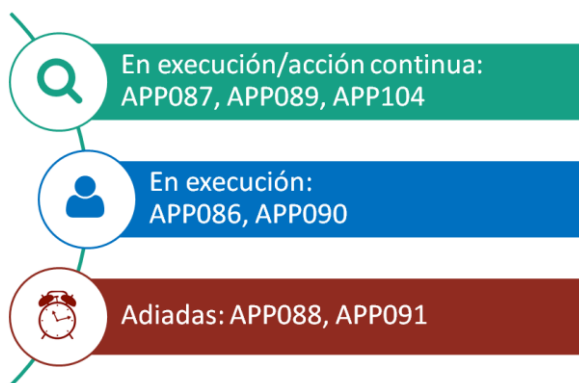 En execución/acción continua:
APP087, APP089, APP104
En execución:
APP086, APP090
Adiadas: APP088, APP091